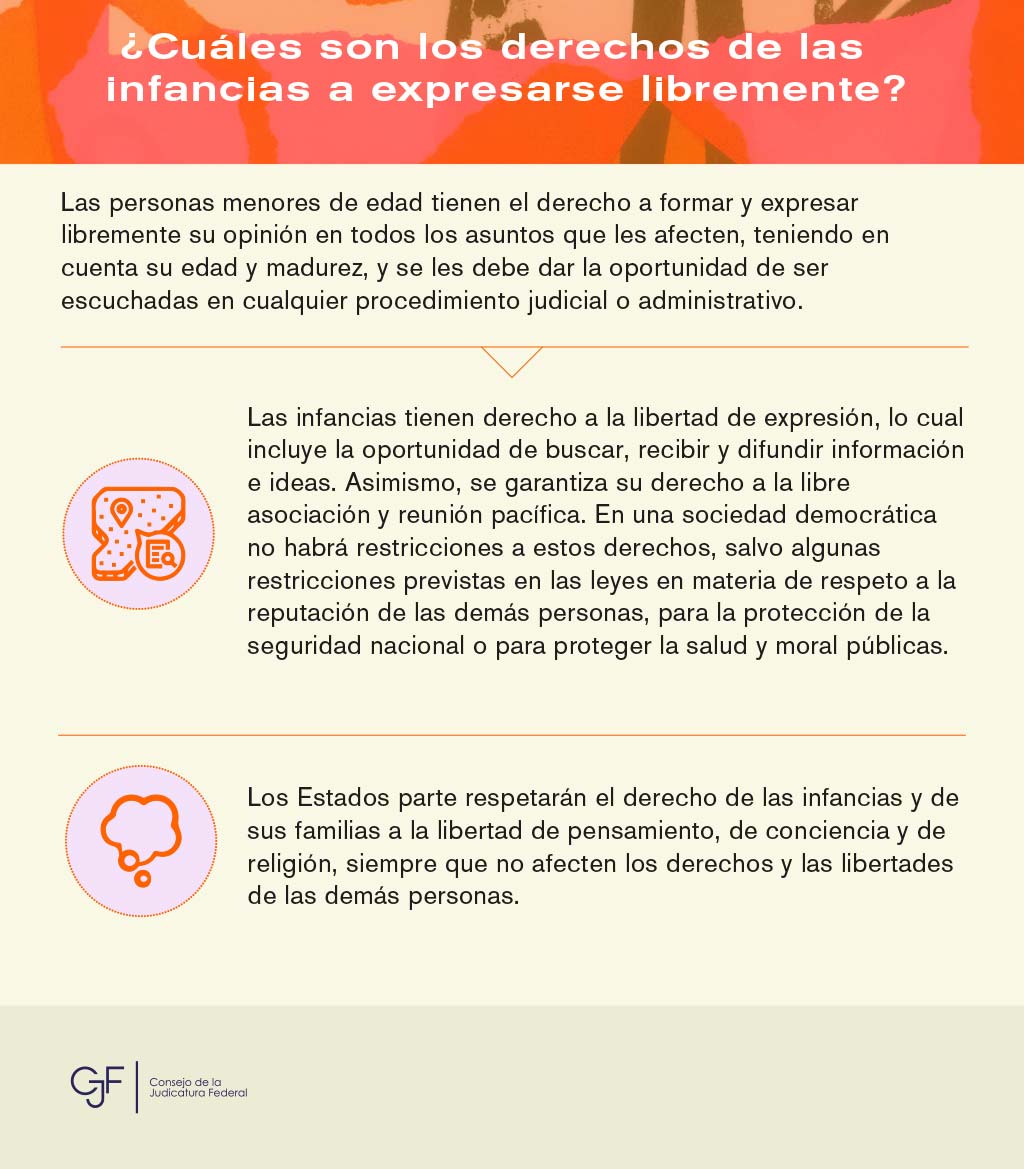 ¿Cuáles son los derechos de las
infancias a expresarse libremente?
Las personas menores de edad tienen el derecho a formar y expresar
libremente su opinión en todos los asuntos que les afecten, teniendo en
cuenta su edad y madurez, y se les debe dar la oportunidad de ser
escuchadas en cualquier procedimiento judicial o administrativo.
Las infancias tienen derecho a la libertad de expresión, lo cual
incluye la oportunidad de buscar, recibir y difundir información
e ideas. Asimismo, se garantiza su derecho a la libre
asociación y reunión pacífica. En una sociedad democrática
no habrá restricciones a estos derechos, salvo algunas
restricciones previstas en las leyes en materia de respeto a la
reputación de las demás personas, para la protección de la
seguridad nacional o para proteger la salud y moral públicas.
Los Estados parte respetarán el derecho de las infancias y de
sus familias a la libertad de pensamiento, de conciencia y de
religión, siempre que no afecten los derechos y las libertades
de las demás personas.
CJF
Consejo de la
Judicatura Federal